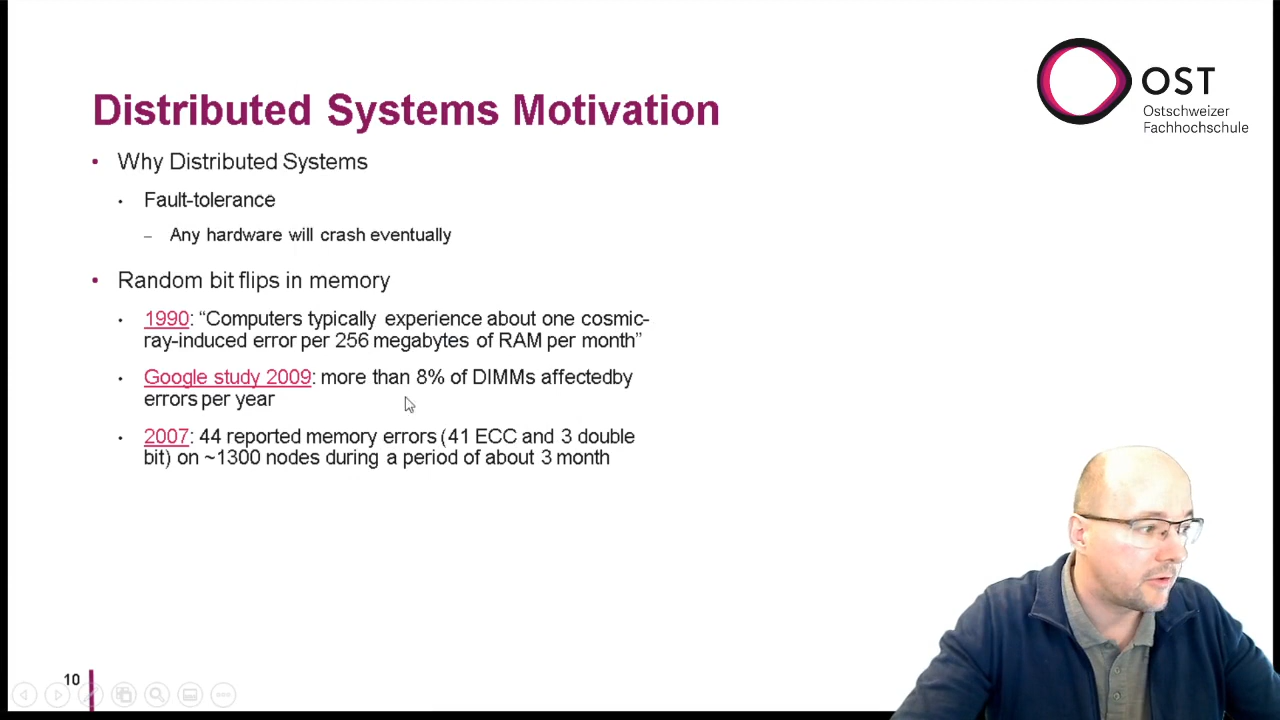 OST
Ostschweizer
Fachhochschule
Distributed Systems Motivation
• Why Distributed Systems
• Fault-tolerance
– Any hardware will crash eventually
• Random bit flips in memory
• 1990: “Computers typically experience about one cosmic-
ray-induced error per 256 megabytes of RAM per month”
• Google study 2009: more than 8% of DIMMs affectedby
errors per year
• 2007: 44 reported memory errors (41 ECC and 3 double
bit) on ~1300 nodes during a period of about 3 month
10